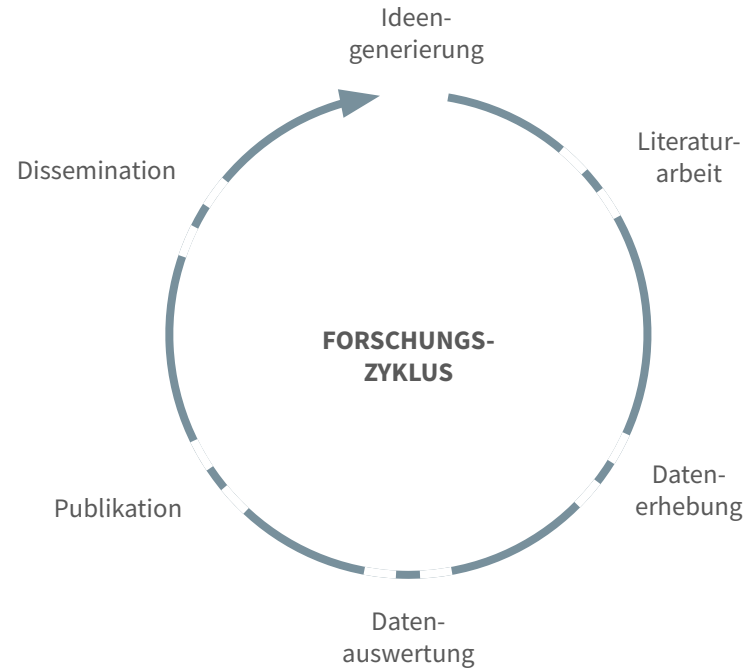 Ideen-
generierung
Literatur-
arbeit
Daten-
erhebung
Daten-
auswertung
Publikation
Dissemination
FORSCHUNGS-
ZYKLUS